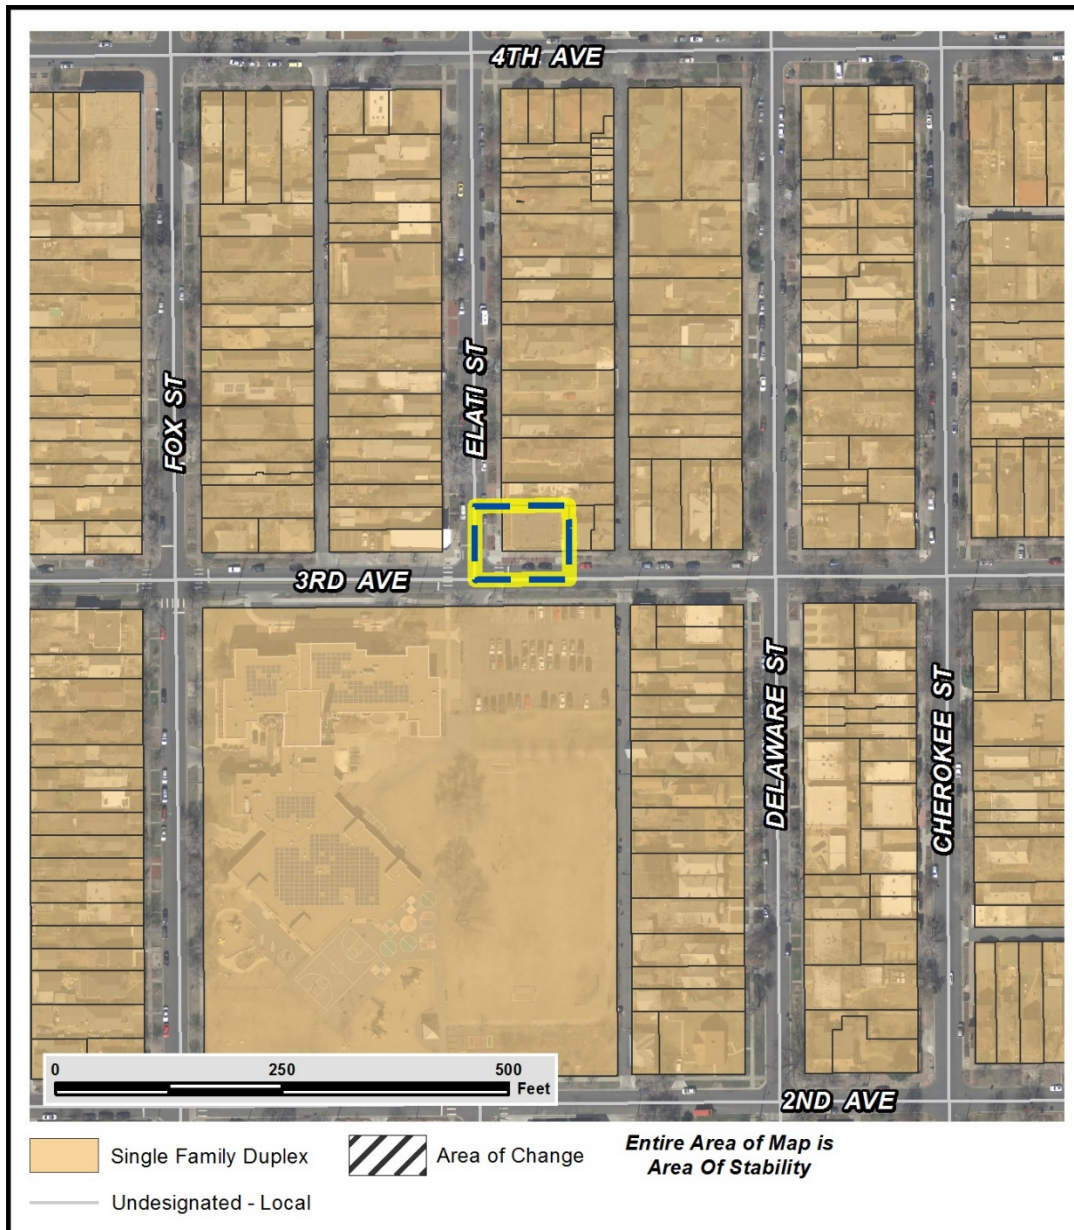 4TH AVE
FOX ST
ELATI ST
3RD AVE
DELAWARE ST
CHEROKEE ST
0 250 500
Feet
2ND AVE
Single Family Duplex
Area of Change
Entire Area of Map is
Area Of Stability
Undesignated - Local